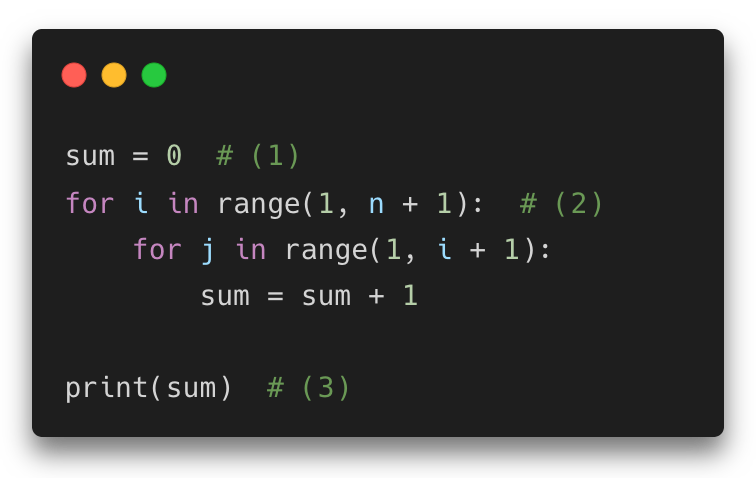 sum = 0  # (1)
for i in range(1, n + 1):  # (2)
    for j in range(1, i + 1):
        sum = sum + 1

print(sum)  # (3)